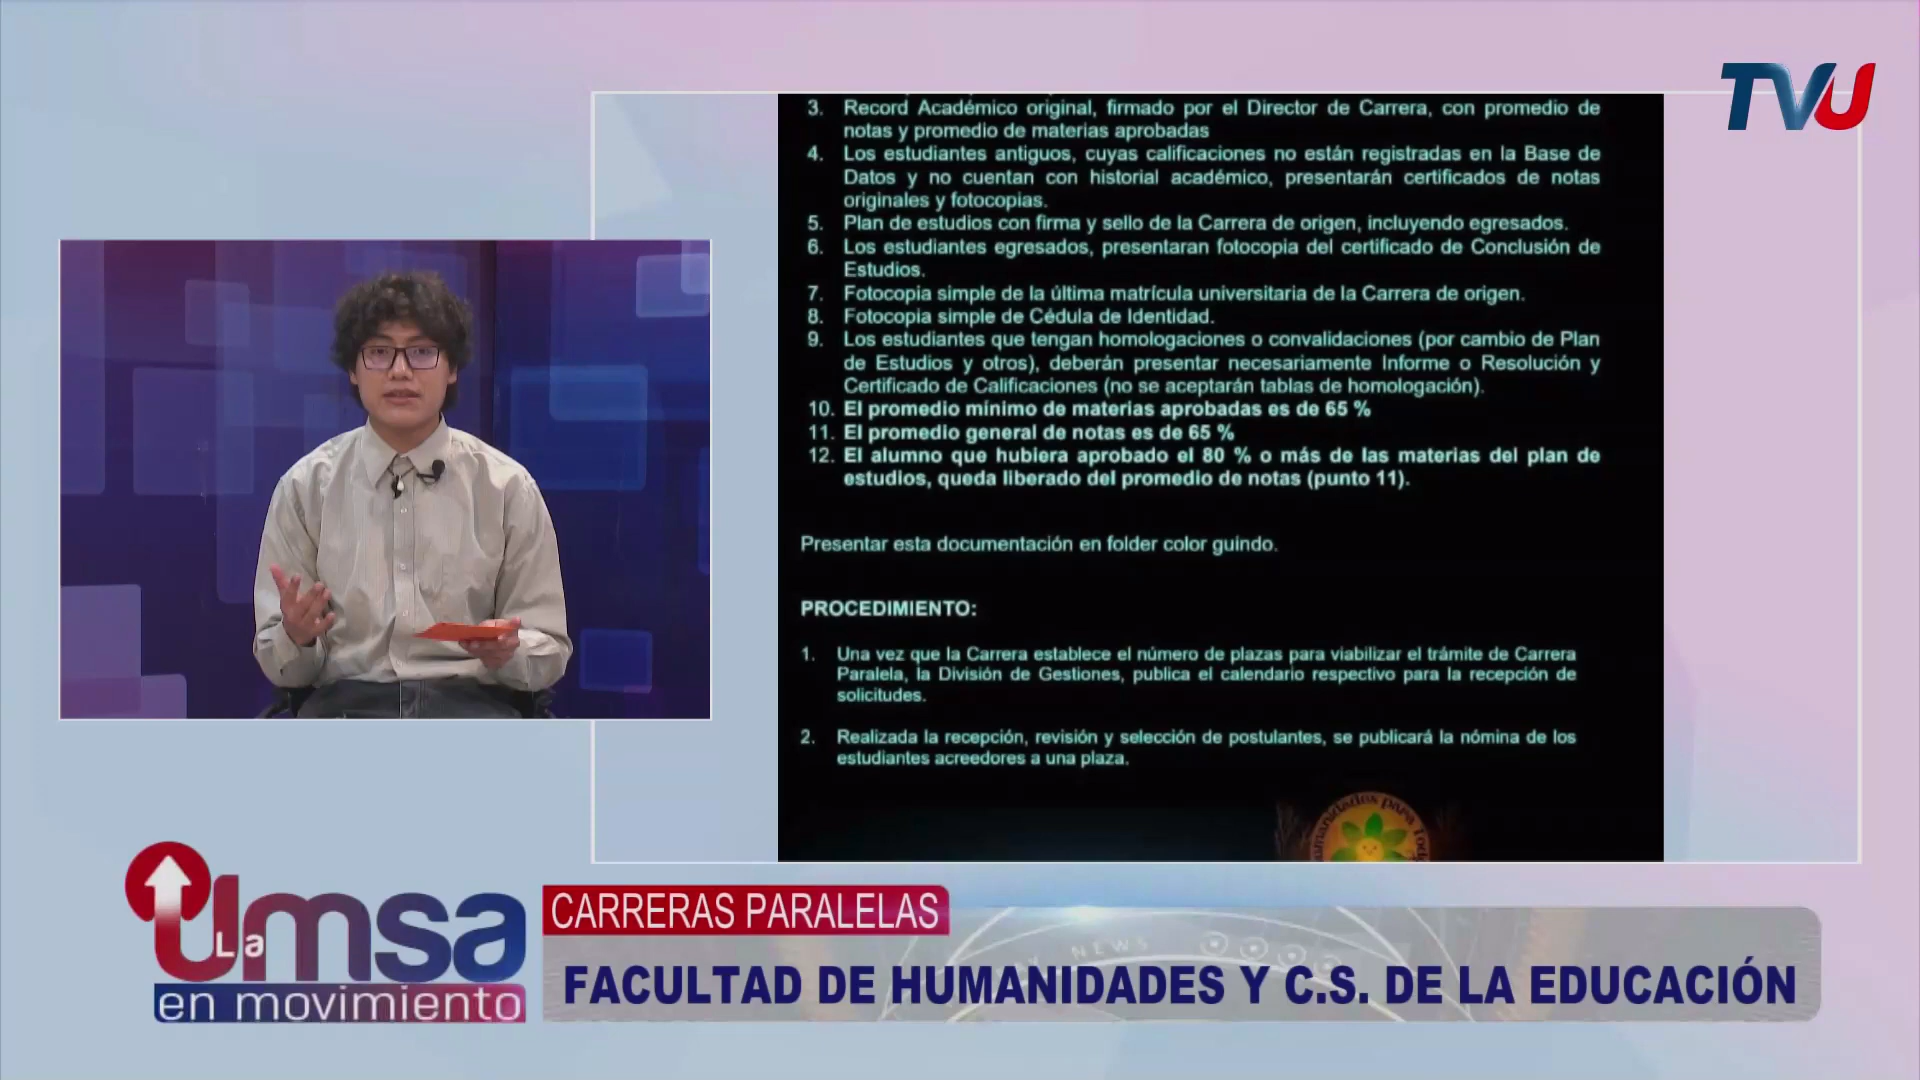 TVU
3. Record Académico original, firmado por el Director de Carrera, con promedio de
notas y promedio de materias aprobadas
4. Los estudiantes antiguos, cuyas calificaciones no están registradas en la Base de
Datos y no cuentan con historial académico, presentarán certificados de notas
originales y fotocopias.
5. Plan de estudios con firma y sello de la Carrera de origen, incluyendo egresados.
6. Los estudiantes egresados, presentaran fotocopia del certificado de Conclusión de
Estudios.
7. Fotocopia simple de la última matrícula universitaria de la Carrera de origen.
8. Fotocopia simple de Cédula de Identidad.
9. Los estudiantes que tengan homologaciones o convalidaciones (por cambio de Plan
de Estudios y otros), deberán presentar necesariamente Informe o Resolución y
Certificado de Calificaciones (no se aceptarán tablas de homologación).
10. El promedio mínimo de materias aprobadas es de 65 %
11. El promedio general de notas es de 65 %
12. El alumno que hubiera aprobado el 80 % o más de las materias del plan de
estudios, queda liberado del promedio de notas (punto 11).
Presentar esta documentación en folder color guindo.
PROCEDIMIENTO:
1. Una vez que la Carrera establece el número de plazas para viabilizar el trámite de Carrera
Paralela, la División de Gestiones, publica el calendario respectivo para la recepción de
solicitudes.
2. Realizada la recepción, revisión y selección de postulantes, se publicará la nómina de los
estudiantes acreedores a una plaza.
La Umsa
en movimiento
CARRERAS PARALELAS
NEWS
FACULTAD DE HUMANIDADES Y C.S. DE LA EDUCACIÓN